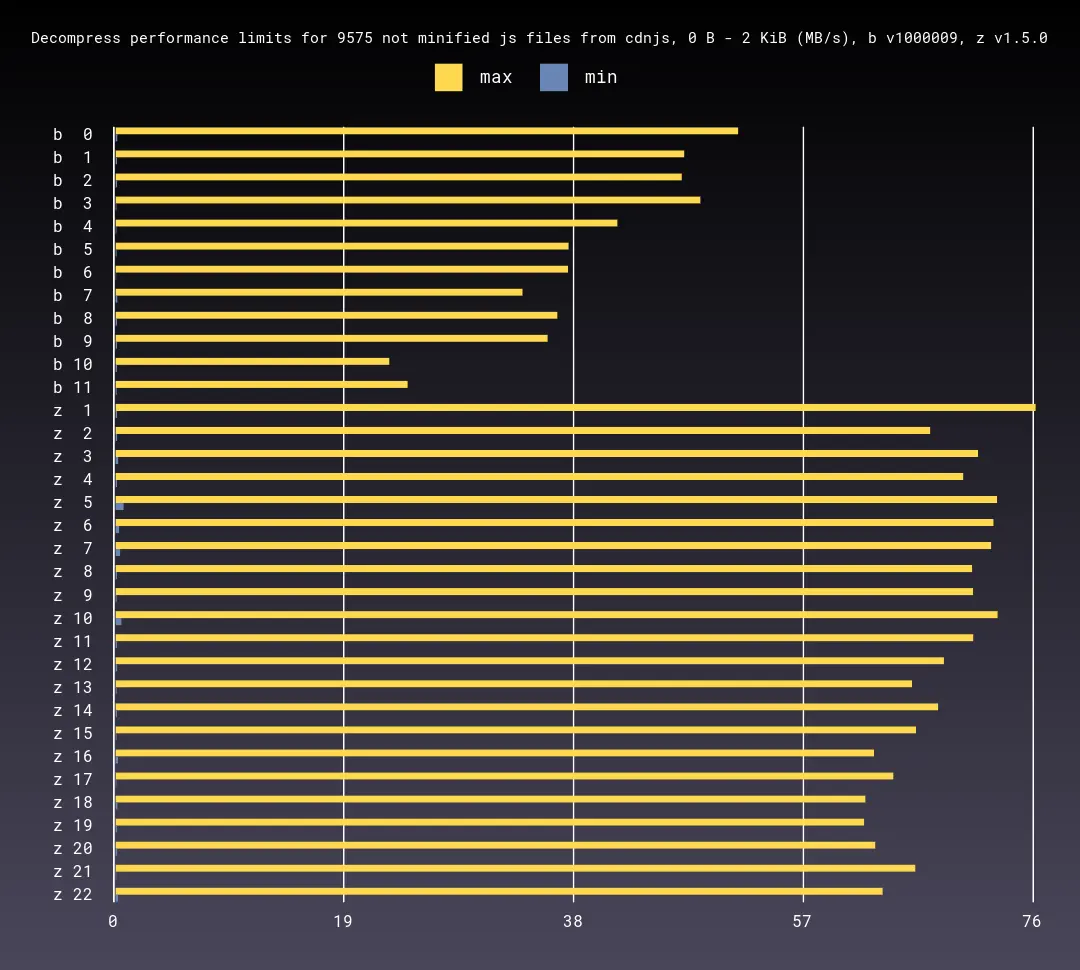 Decompress performance limits for 9575 not minified js files from cdnjs, 0 B - 2 KiB (MB/s), b v1000009, z v1.5.0
max min
b 0
b 1
b 2
b 3
b 4
b 5
b 6
b 7
b 8
b 9
b 10
b 11
z 1
z 2
z 3
z 4
z 5
z 6
z 7
z 8
z 9
z 10
z 11
z 12
z 13
z 14
z 15
z 16
z 17
z 18
z 19
z 20
z 21
z 22
0 19 38 57 76